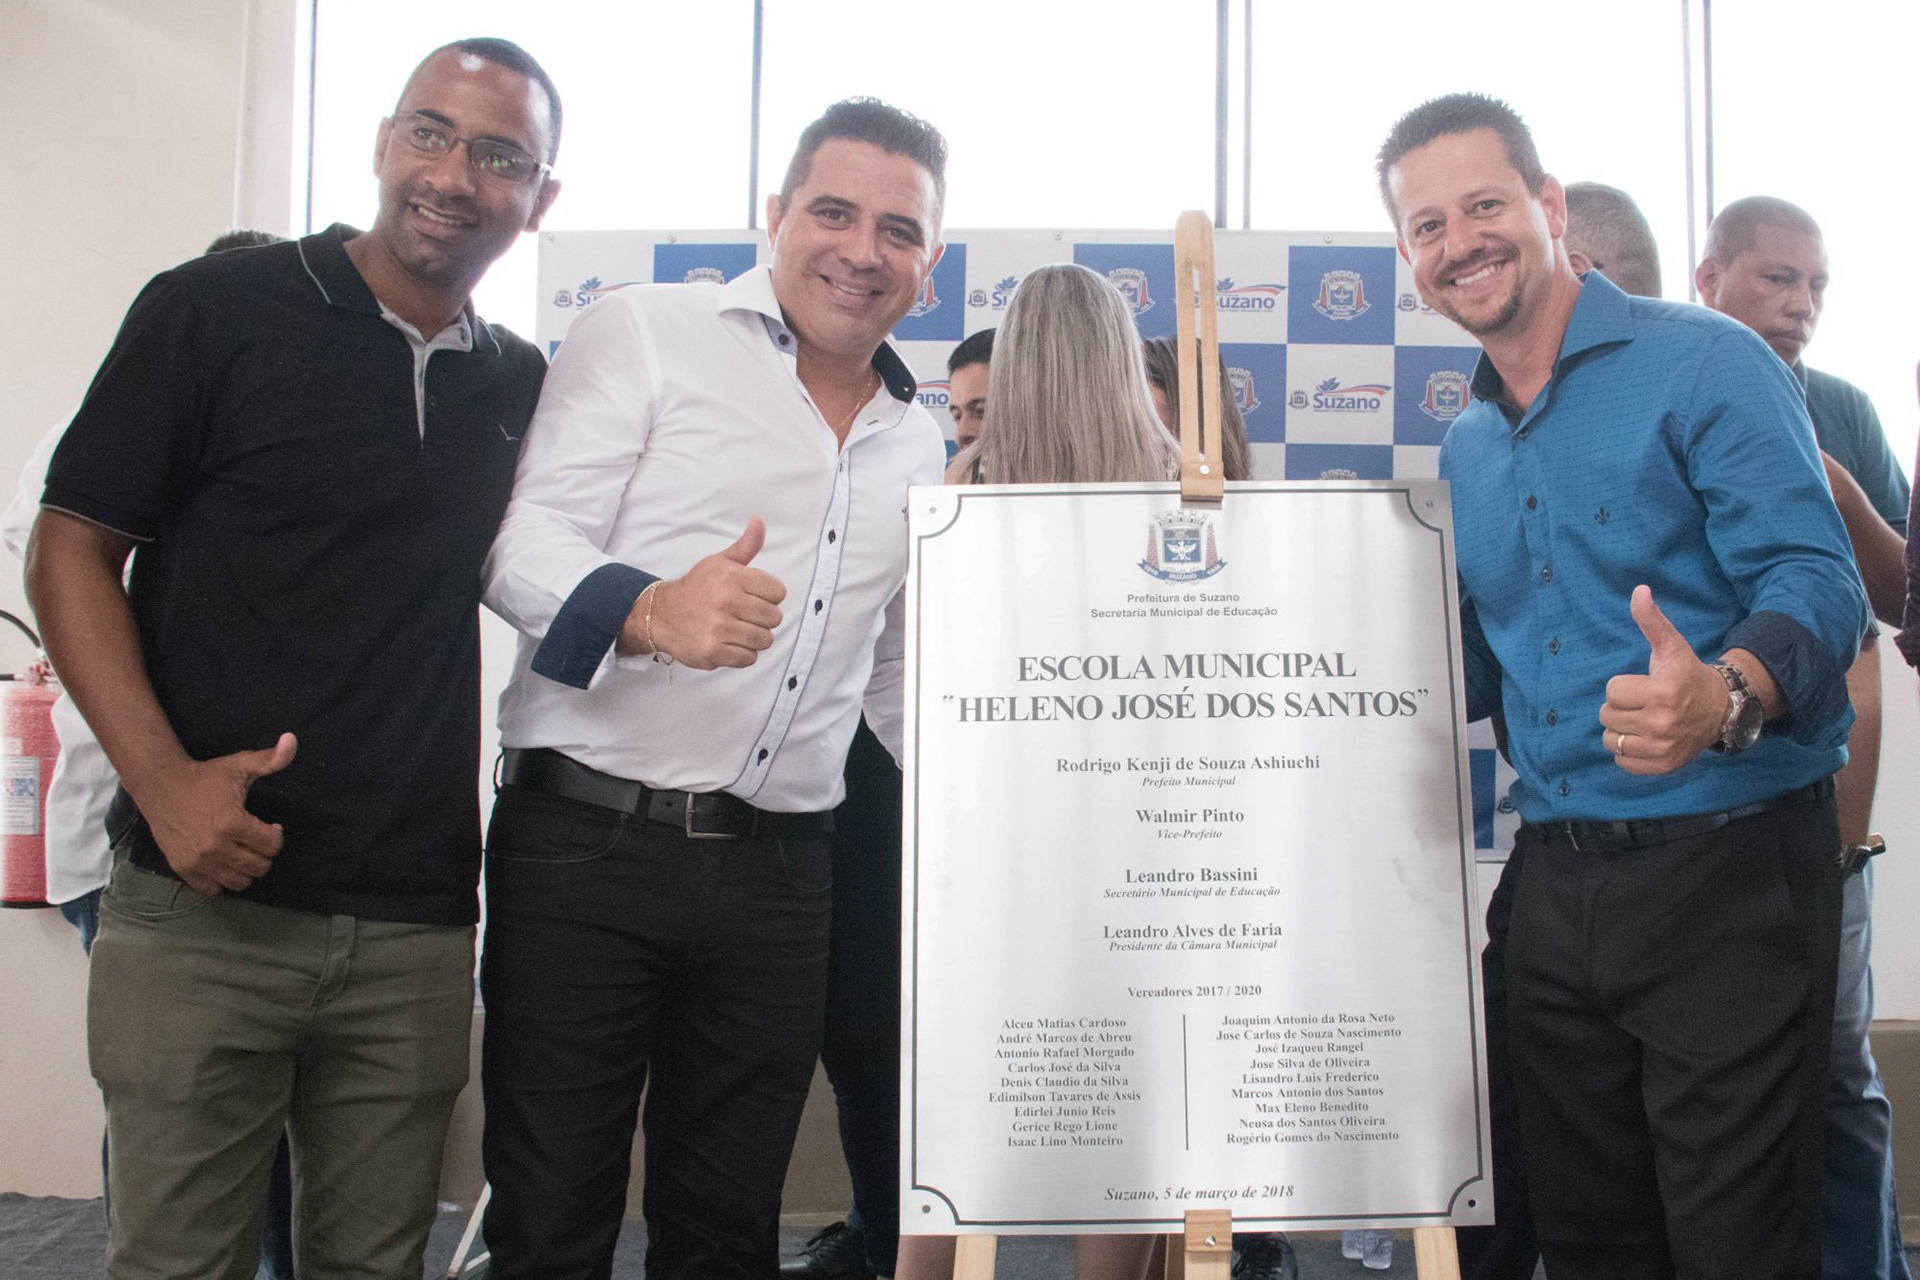 Suzano
Suzano
Suzano
PREFEITURA DE SUZANO
Prefeitura de Suzano
Secretaria Municipal de Educação
ESCOLA MUNICIPAL
"HELENO JOSÉ DOS SANTOS"
Rodrigo Kenji de Souza Ashiuchi
Prefeito Municipal
Walmir Pinto
Vice-Prefeito
Leandro Bassini
Secretário Municipal de Educação
Leandro Alves de Faria
Presidente da Câmara Municipal
Vereadores 2017 / 2020
Alceu Matias Cardoso
André Marcos de Abreu
Antonio Rafael Morgado
Carlos José da Silva
Denis Claudio da Silva
Edimilson Tavares de Assis
Edirlei Junio Reis
Gerice Rego Lione
Isaac Lino Monteiro
Joaquim Antonio da Rosa Neto
Jose Carlos de Souza Nascimento
José Izaqueu Rangel
Jose Silva de Oliveira
Lisandro Luis Frederico
Marcos Antonio dos Santos
Max Eleno Benedito
Neusa dos Santos Oliveira
Rogério Gomes do Nascimento
Suzano, 5 de março de 2018